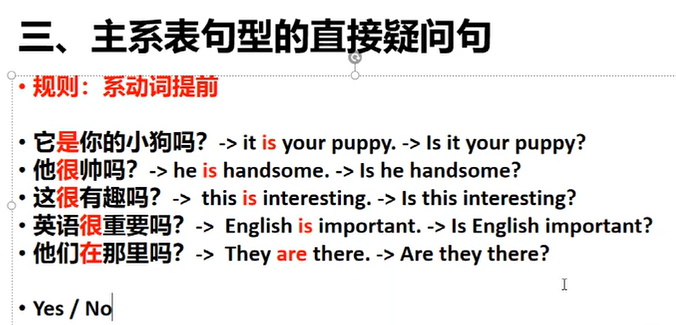 三、主系表句型的直接疑问句
• 规则：系动词提前
• 它是你的小狗吗？ -> it is your puppy. -> Is it your puppy?
• 他很帅吗？ -> he is handsome. -> Is he handsome?
• 这很有趣吗？ -> this is interesting. -> Is this interesting?
• 英语很重要吗？ -> English is important. -> Is English important?
• 他们在那里吗？ -> They are there. -> Are they there?
• Yes / No